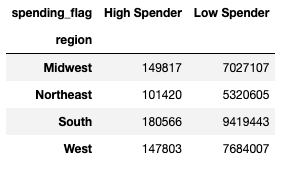 spending_flag High Spender Low Spender
region
Midwest 149817 7027107
Northeast 101420 5320605
South 180566 9419443
West 147803 7684007